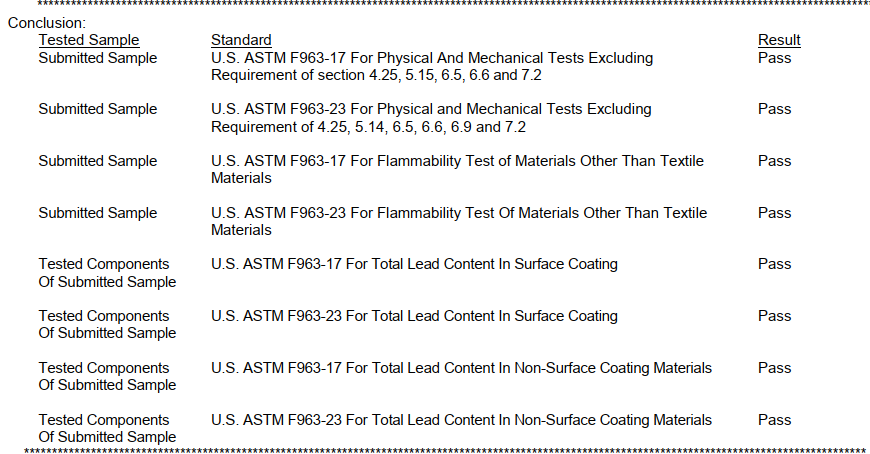 ******************************************************************************************************************************************************
Conclusion:
Tested Sample Standard Result
Submitted Sample U.S. ASTM F963-17 For Physical And Mechanical Tests Excluding Pass
Requirement of section 4.25, 5.15, 6.5, 6.6 and 7.2
Submitted Sample U.S. ASTM F963-23 For Physical and Mechanical Tests Excluding Pass
Requirement of 4.25, 5.14, 6.5, 6.6, 6.9 and 7.2
Submitted Sample U.S. ASTM F963-17 For Flammability Test of Materials Other Than Textile Pass
Materials
Submitted Sample U.S. ASTM F963-23 For Flammability Test Of Materials Other Than Textile Pass
Materials
Tested Components U.S. ASTM F963-17 For Total Lead Content In Surface Coating Pass
Of Submitted Sample
Tested Components U.S. ASTM F963-23 For Total Lead Content In Surface Coating Pass
Of Submitted Sample
Tested Components U.S. ASTM F963-17 For Total Lead Content In Non-Surface Coating Materials Pass
Of Submitted Sample
Tested Components U.S. ASTM F963-23 For Total Lead Content In Non-Surface Coating Materials Pass
Of Submitted Sample
******************************************************************************************************************************************************